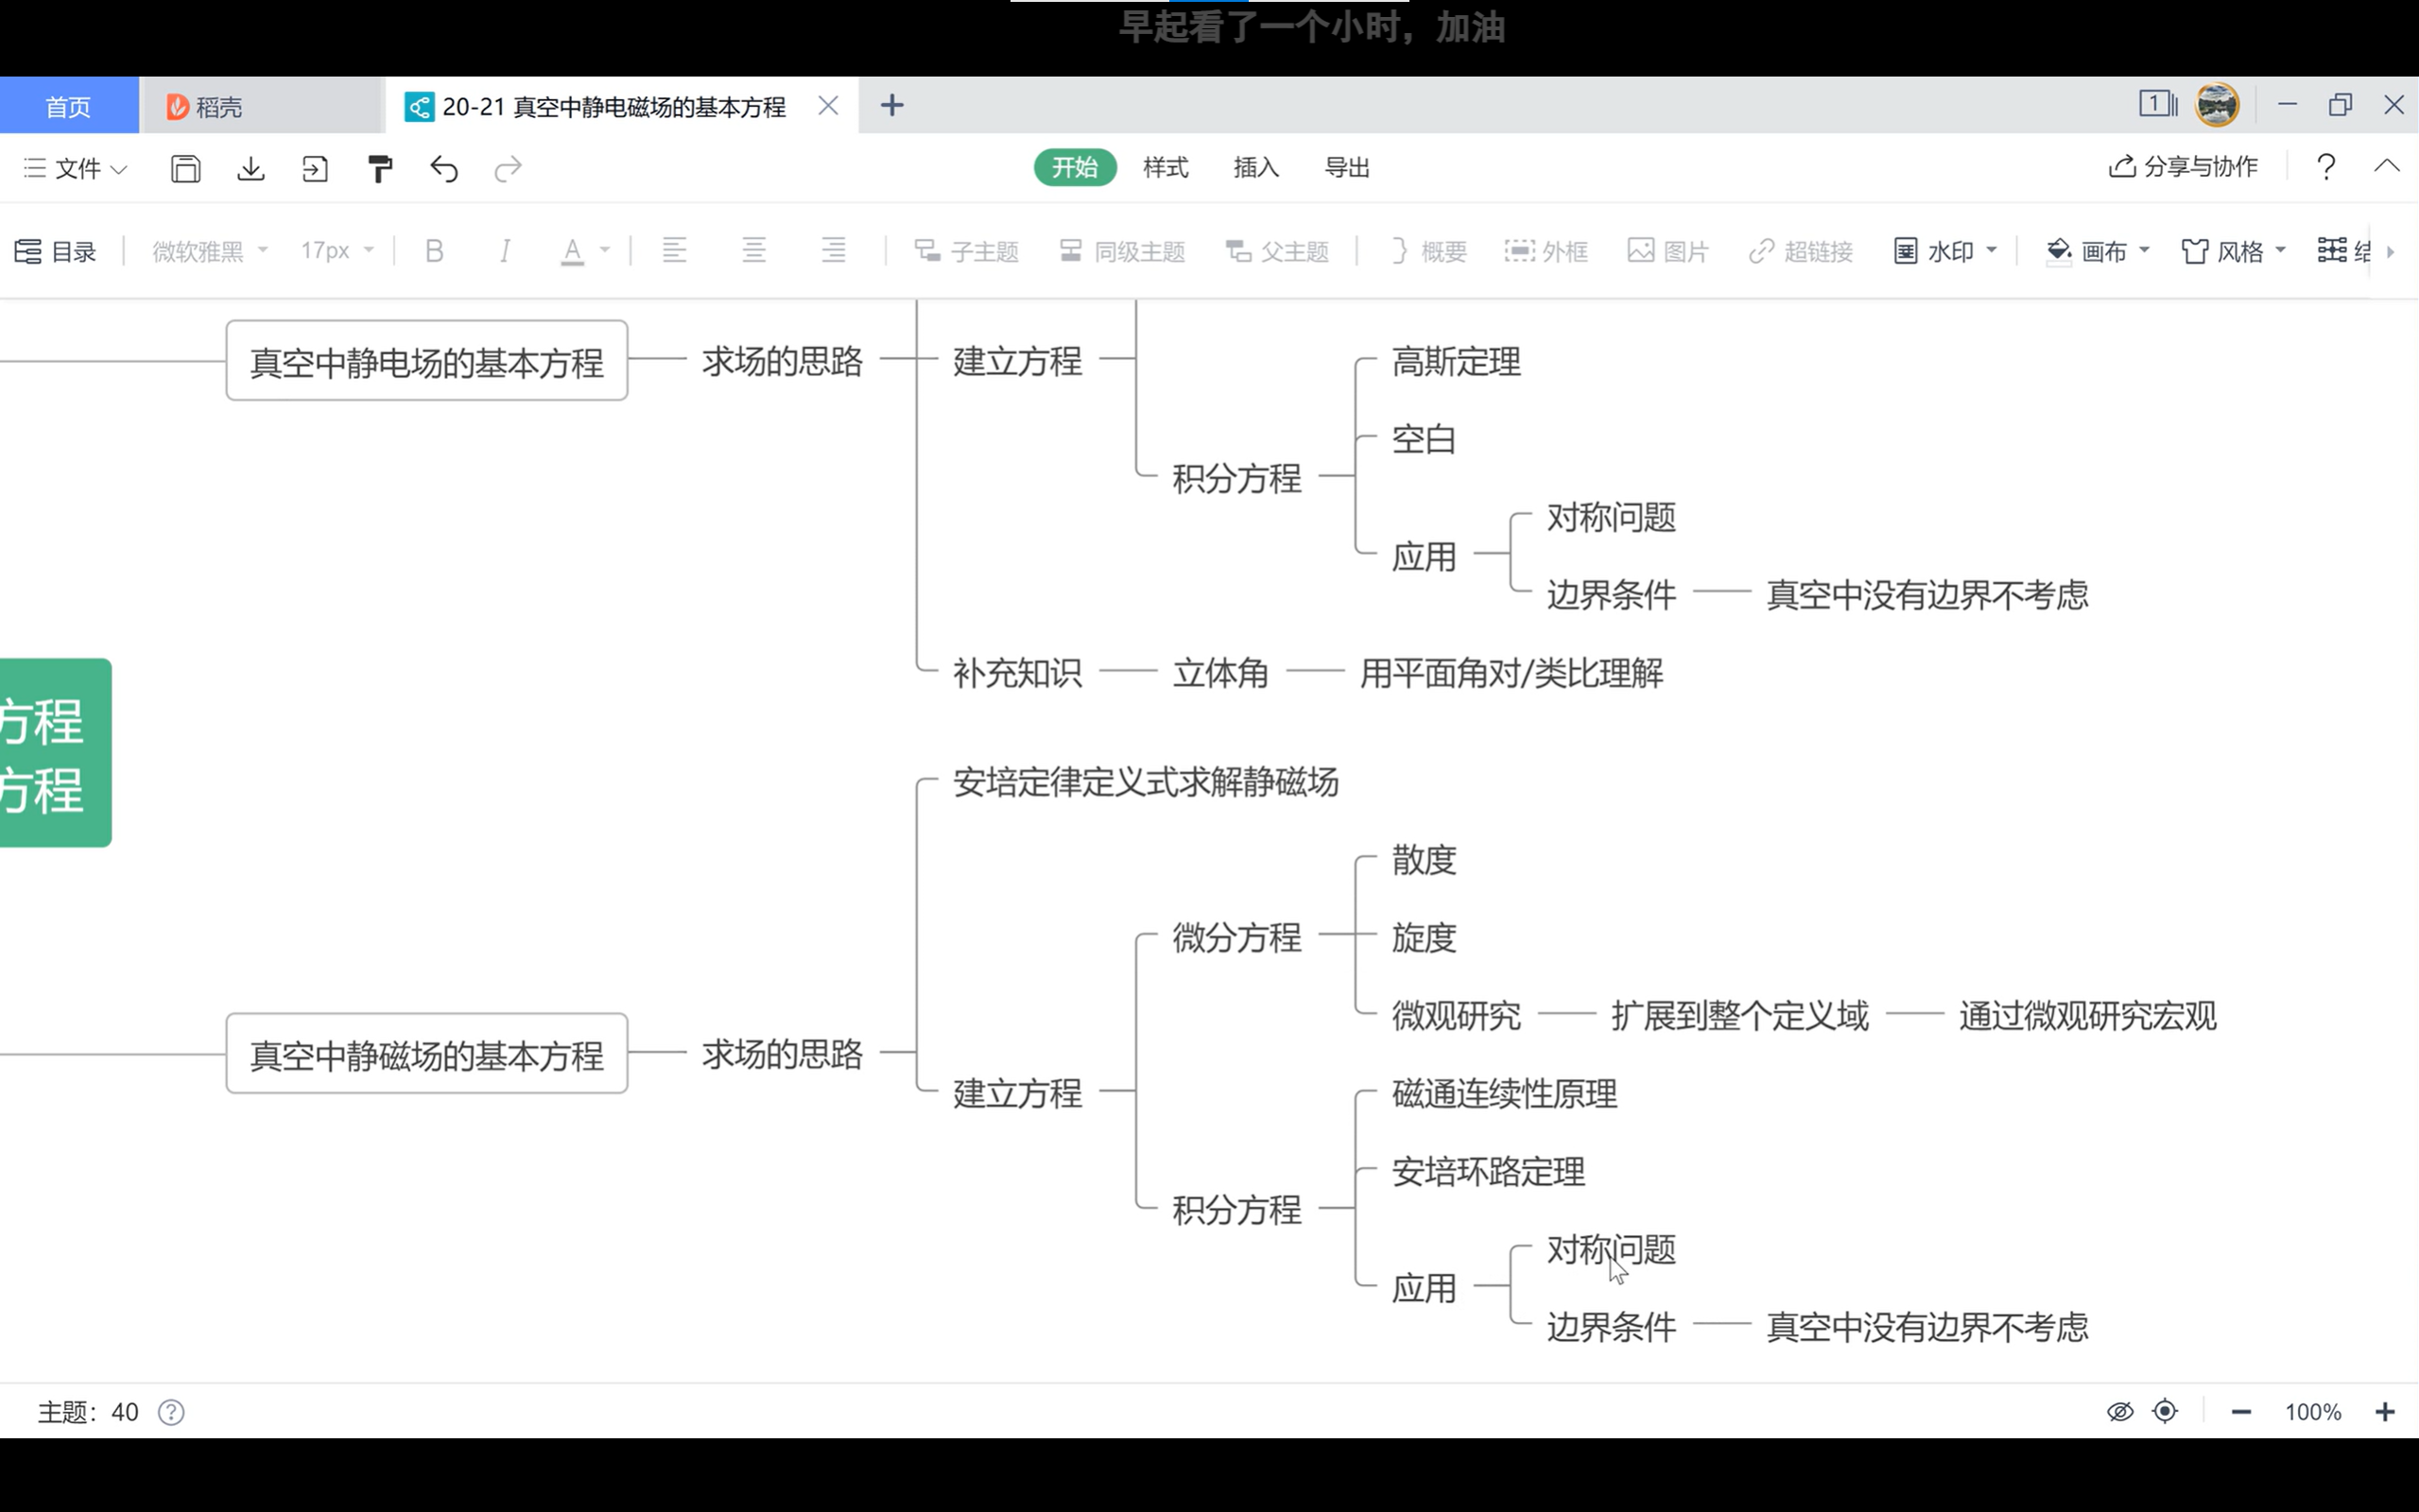 早起看了一个小时，加油
首页
稻壳
20-21 真空中静电磁场的基本方程
1
文件
开始
样式
插入
导出
分享与协作
目录
微软雅黑
17px
B
I
A
子主题
同级主题
父主题
概要
外框
图片
超链接
水印
画布
风格
真空中静电场的基本方程
求场的思路
建立方程
高斯定理
空白
积分方程
对称问题
应用
边界条件
真空中没有边界不考虑
补充知识
立体角
用平面角对/类比理解
方程
方程
安培定律定义式求解静磁场
散度
微分方程
旋度
微观研究
扩展到整个定义域
通过微观研究宏观
真空中静磁场的基本方程
求场的思路
建立方程
磁通连续性原理
安培环路定理
积分方程
对称问题
应用
边界条件
真空中没有边界不考虑
主题：40
100%